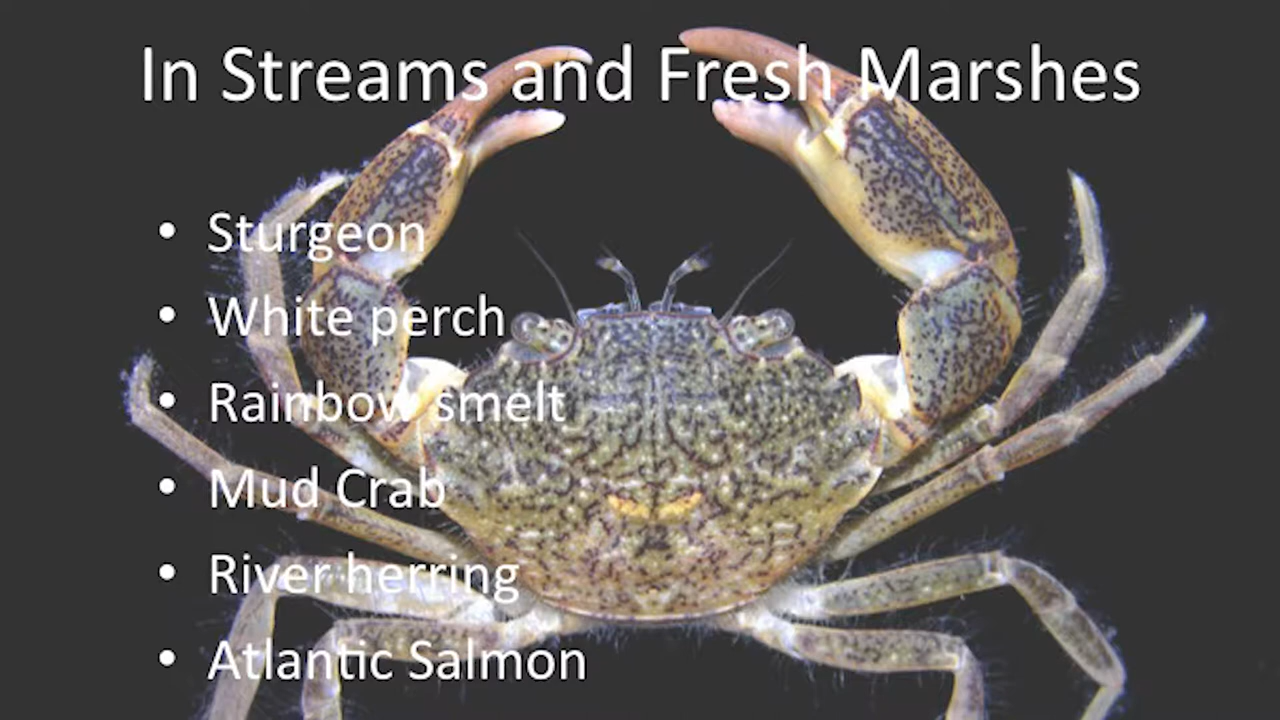 In Streams and Fresh Marshes
• Sturgeon
• White perch
• Rainbow smelt
• Mud Crab
• River herring
• Atlantic Salmon